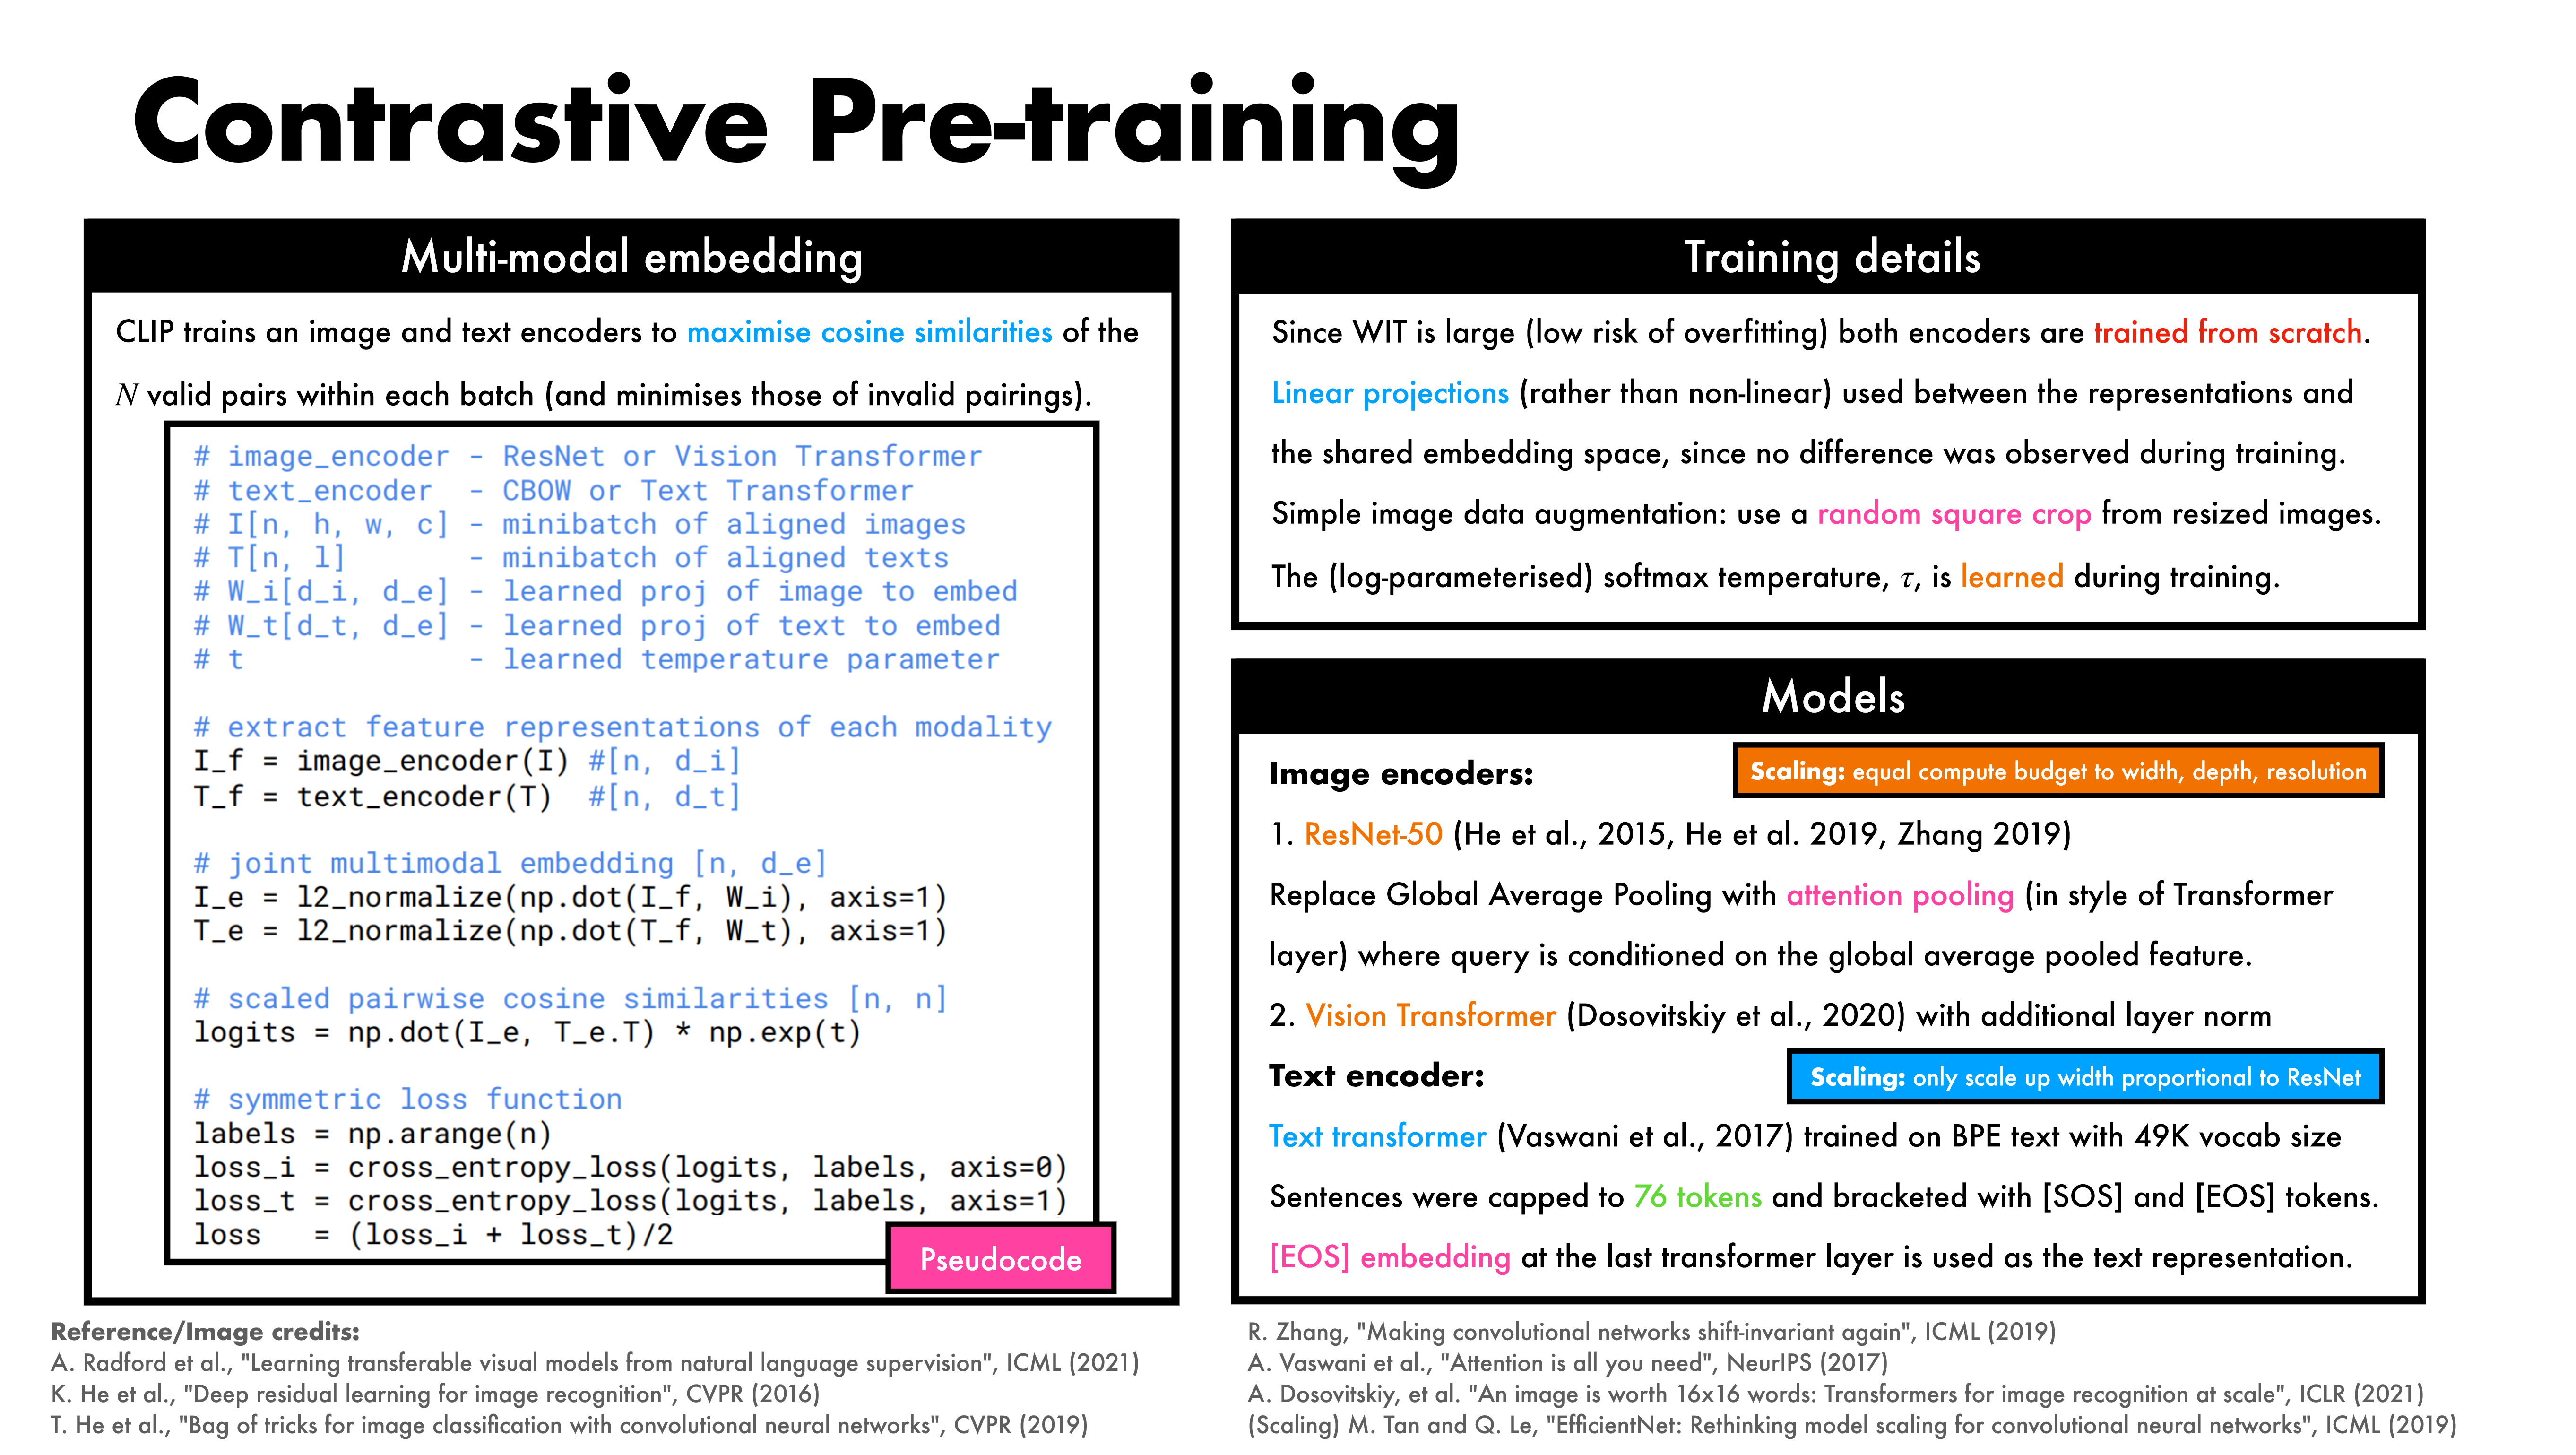 Contrastive Pre-training
Multi-modal embedding
CLIP trains an image and text encoders to maximise cosine similarities of the
N valid pairs within each batch (and minimises those of invalid pairings).
# image_encoder - ResNet or Vision Transformer
# text_encoder  - CBOW or Text Transformer
# I[n, h, w, c] - minibatch of aligned images
# T[n, l]       - minibatch of aligned texts
# W_i[d_i, d_e] - learned proj of image to embed
# W_t[d_t, d_e] - learned proj of text to embed
# t             - learned temperature parameter
# extract feature representations of each modality
I_f = image_encoder(I) #[n, d_i]
T_f = text_encoder(T)  #[n, d_t]
# joint multimodal embedding [n, d_e]
I_e = l2_normalize(np.dot(I_f, W_i), axis=1)
T_e = l2_normalize(np.dot(T_f, W_t), axis=1)
# scaled pairwise cosine similarities [n, n]
logits = np.dot(I_e, T_e.T) * np.exp(t)
# symmetric loss function
labels = np.arange(n)
loss_i = cross_entropy_loss(logits, labels, axis=0)
loss_t = cross_entropy_loss(logits, labels, axis=1)
loss   = (loss_i + loss_t)/2
Pseudocode
Training details
Since WIT is large (low risk of overfitting) both encoders are trained from scratch.
Linear projections (rather than non-linear) used between the representations and
the shared embedding space, since no difference was observed during training.
Simple image data augmentation: use a random square crop from resized images.
The (log-parameterised) softmax temperature, τ, is learned during training.
Models
Image encoders:
Scaling: equal compute budget to width, depth, resolution
1. ResNet-50 (He et al., 2015, He et al. 2019, Zhang 2019)
Replace Global Average Pooling with attention pooling (in style of Transformer
layer) where query is conditioned on the global average pooled feature.
2. Vision Transformer (Dosovitskiy et al., 2020) with additional layer norm
Text encoder:
Scaling: only scale up width proportional to ResNet
Text transformer (Vaswani et al., 2017) trained on BPE text with 49K vocab size
Sentences were capped to 76 tokens and bracketed with [SOS] and [EOS] tokens.
[EOS] embedding at the last transformer layer is used as the text representation.
Reference/Image credits:
A. Radford et al., "Learning transferable visual models from natural language supervision", ICML (2021)
K. He et al., "Deep residual learning for image recognition", CVPR (2016)
T. He et al., "Bag of tricks for image classification with convolutional neural networks", CVPR (2019)
R. Zhang, "Making convolutional networks shift-invariant again", ICML (2019)
A. Vaswani et al., "Attention is all you need", NeurIPS (2017)
A. Dosovitskiy, et al. "An image is worth 16x16 words: Transformers for image recognition at scale", ICLR (2021)
(Scaling) M. Tan and Q. Le, "EfficientNet: Rethinking model scaling for convolutional neural networks", ICML (2019)